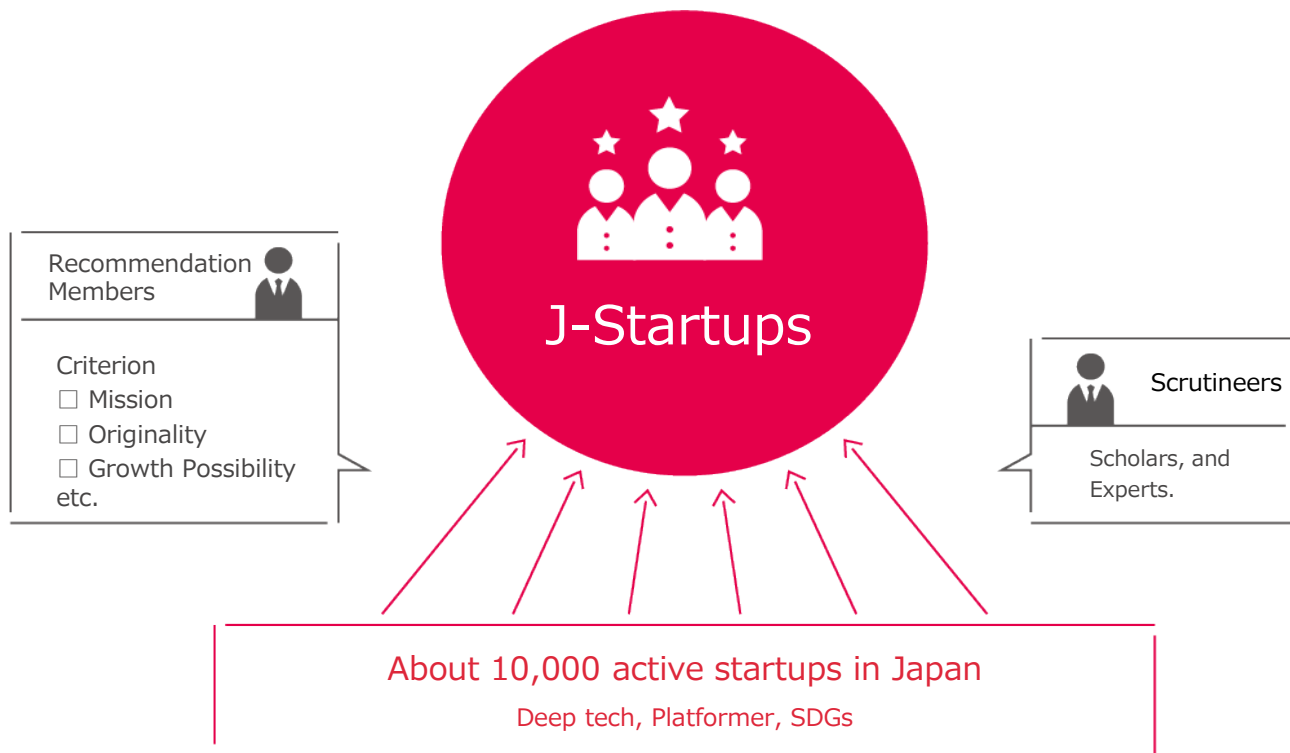 J-Startups
Recommendation
Members
Criterion
□ Mission
□ Originality
□ Growth Possibility
etc.
Scrutineers
Scholars, and
Experts.
About 10,000 active startups in Japan
Deep tech, Platformer, SDGs